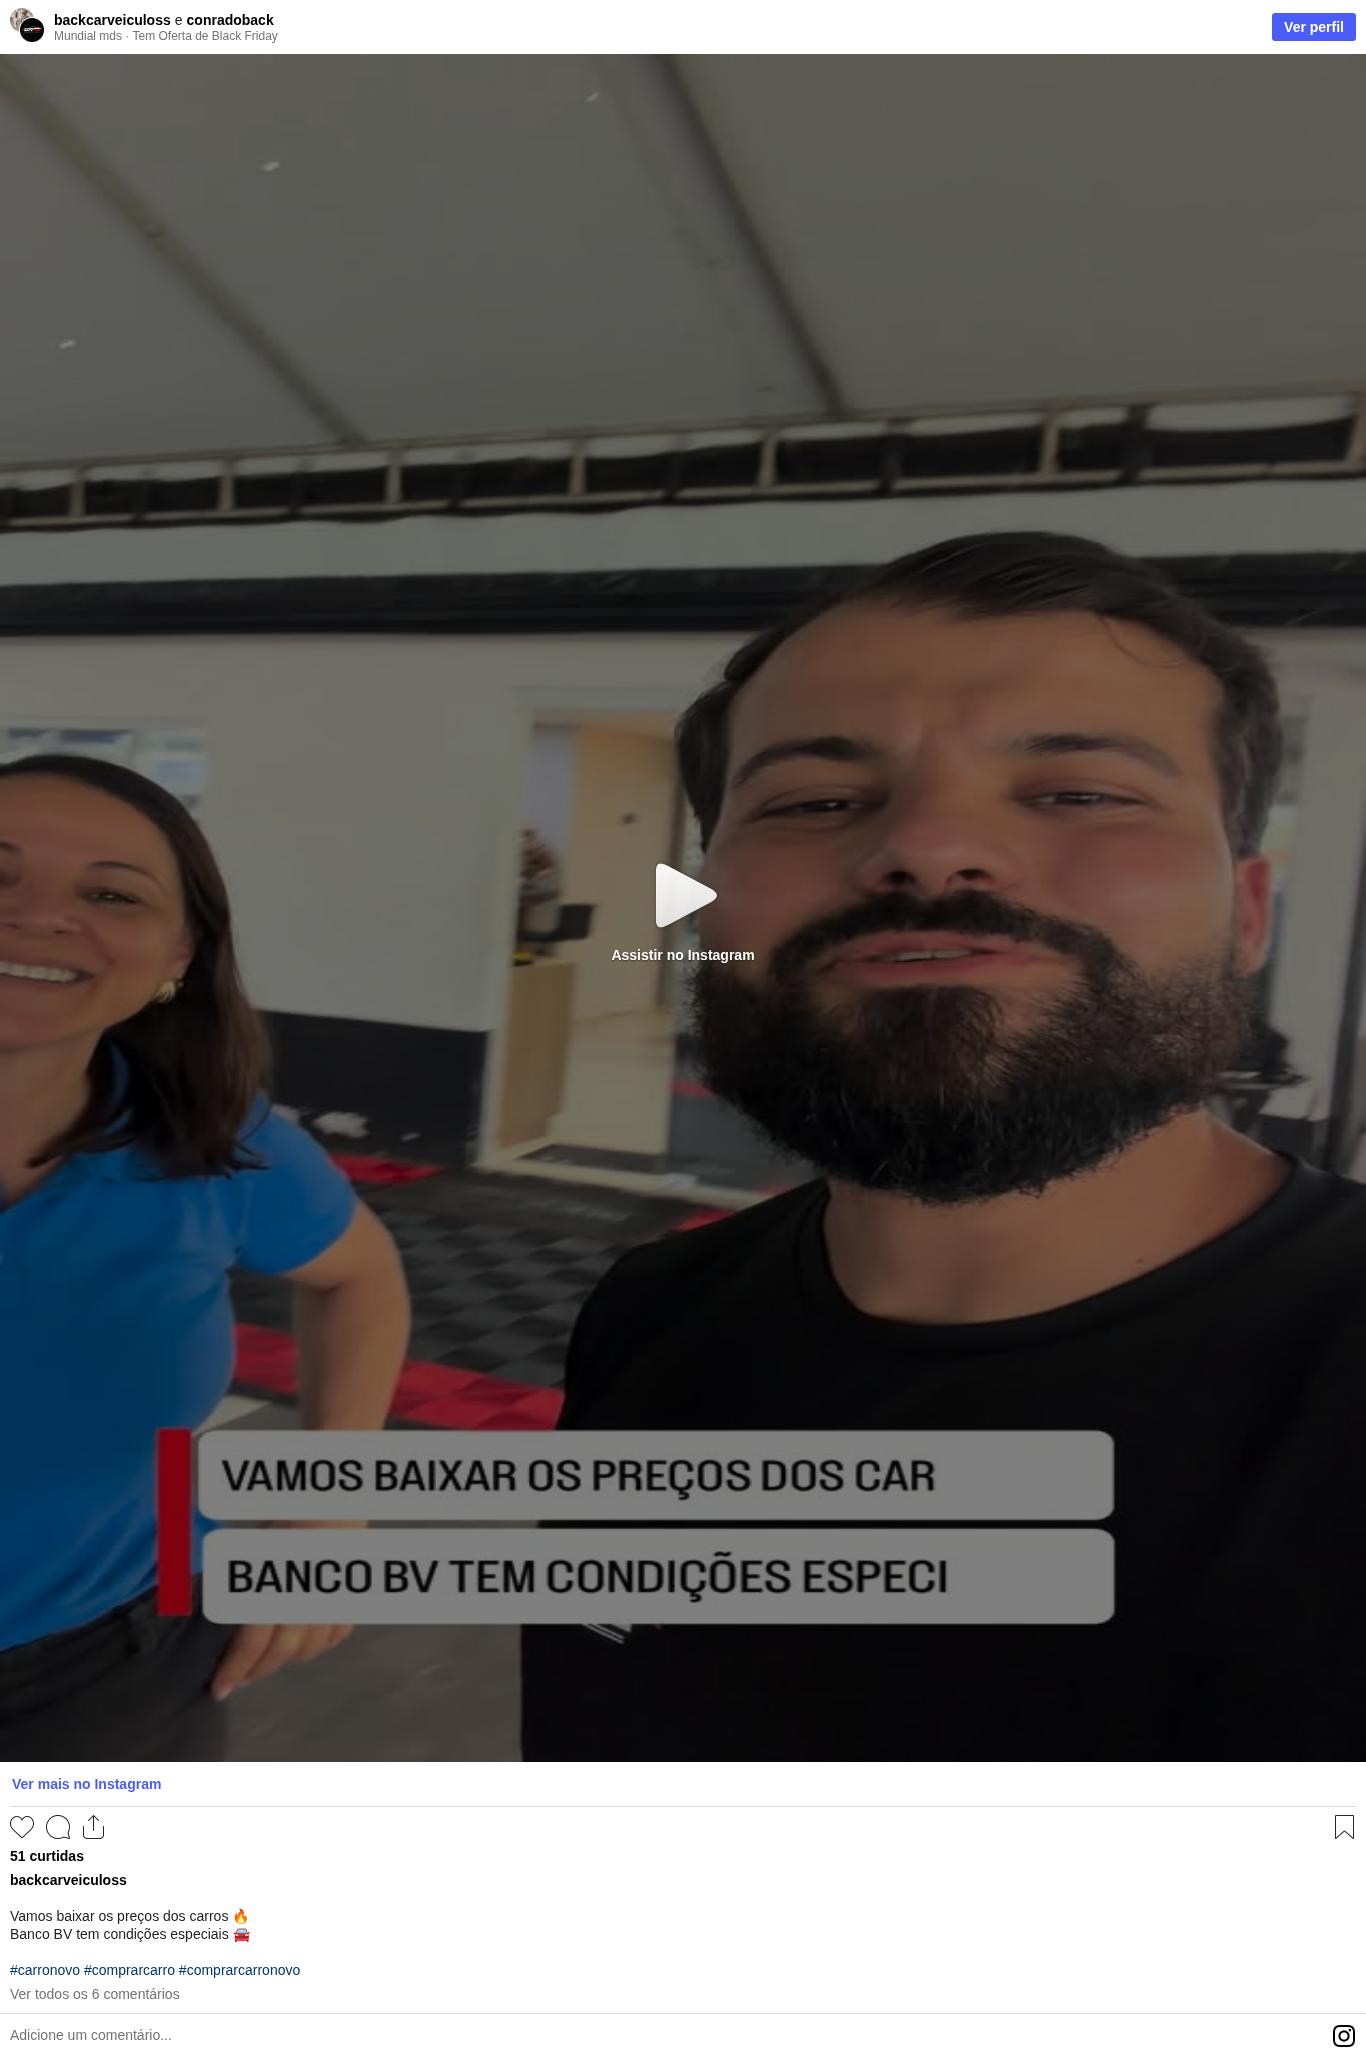 backcarveiculoss e conradoback
Mundial mds · Tem Oferta de Black Friday
Ver perfil
Assistir no Instagram
VAMOS BAIXAR OS PREÇOS DOS CAR
BANCO BV TEM CONDIÇÕES ESPECI
Ver mais no Instagram
51 curtidas
backcarveiculoss
Vamos baixar os preços dos carros 🔥
Banco BV tem condições especiais 🚘
#carronovo #comprarcarro #comprarcarronovo
Ver todos os 6 comentários
Adicione um comentário...